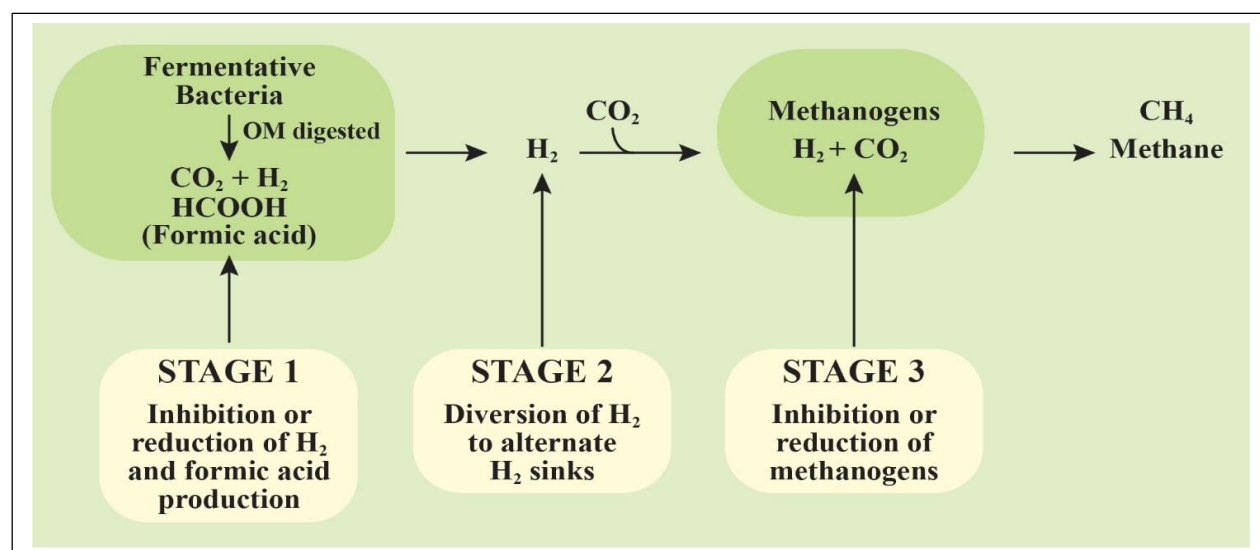 Fermentative
Bacteria
OM digested
CO₂ + H₂
HCOOH
(Formic acid)
H₂
CO₂
Methanogens
H₂ + CO₂
CH₄
Methane
STAGE 1
Inhibition or
reduction of H₂
and formic acid
production
STAGE 2
Diversion of H₂
to alternate
H₂ sinks
STAGE 3
Inhibition or
reduction of
methanogens